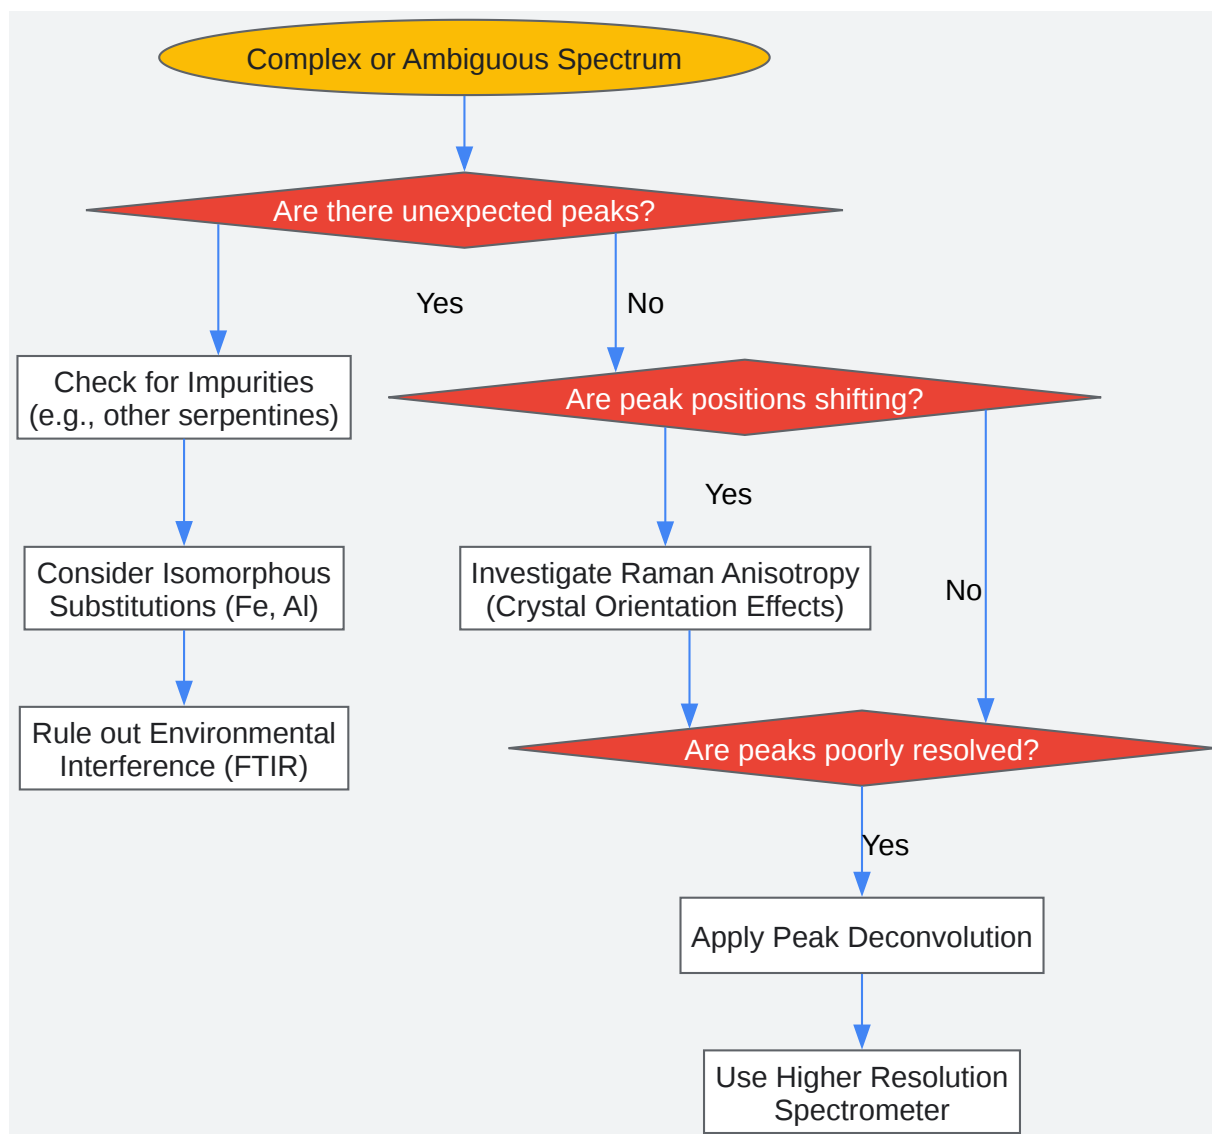 Complex or Ambiguous Spectrum
Are there unexpected peaks?
Yes
No
Check for Impurities
(e.g., other serpentines)
Are peak positions shifting?
Yes
Consider Isomorphous
Substitutions (Fe, Al)
Investigate Raman Anisotropy
(Crystal Orientation Effects)
No
Rule out Environmental
Interference (FTIR)
Are peaks poorly resolved?
Yes
Apply Peak Deconvolution
Use Higher Resolution
Spectrometer